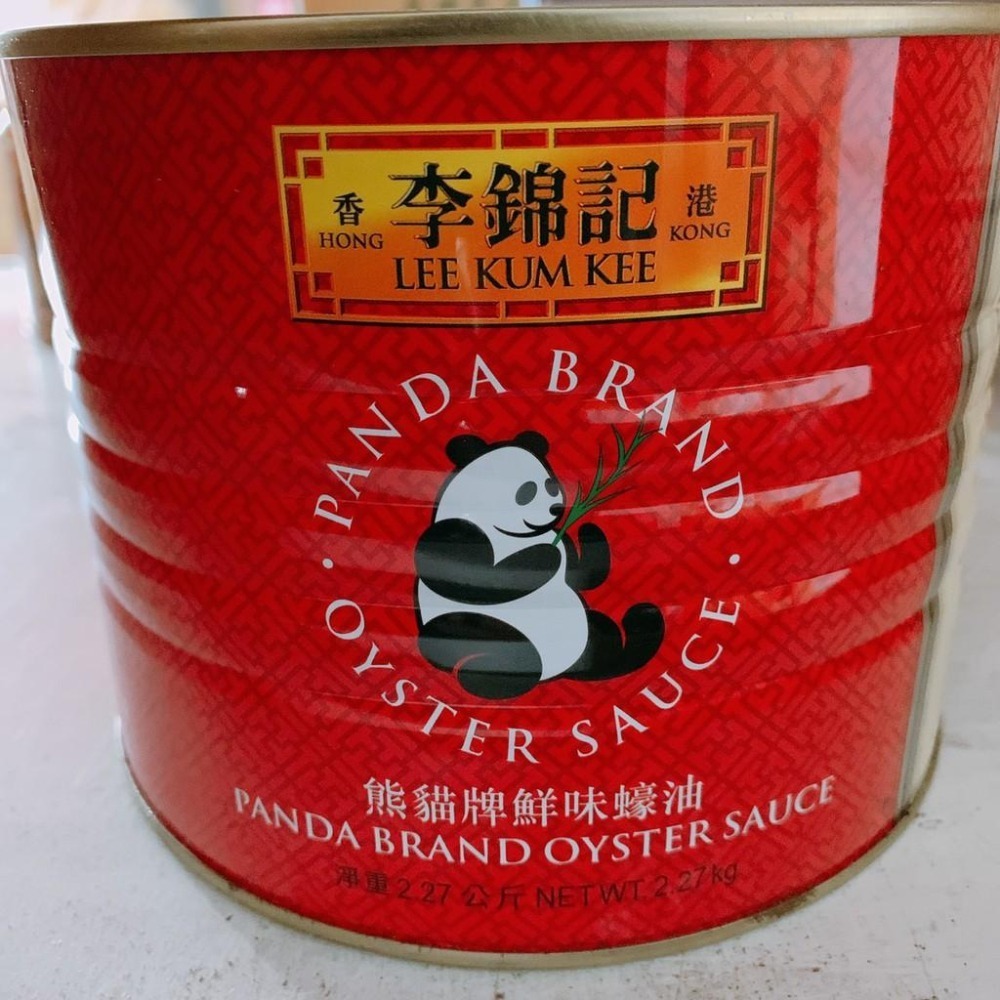 香 李錦記 港
HONG LEE KUM KEE KONG
PANDA BRAND
OYSTER SAUCE
熊貓牌鮮味蠔油
PANDA BRAND OYSTER SAUCE
淨重 2.27 公斤 NET WT. 2.27 kg